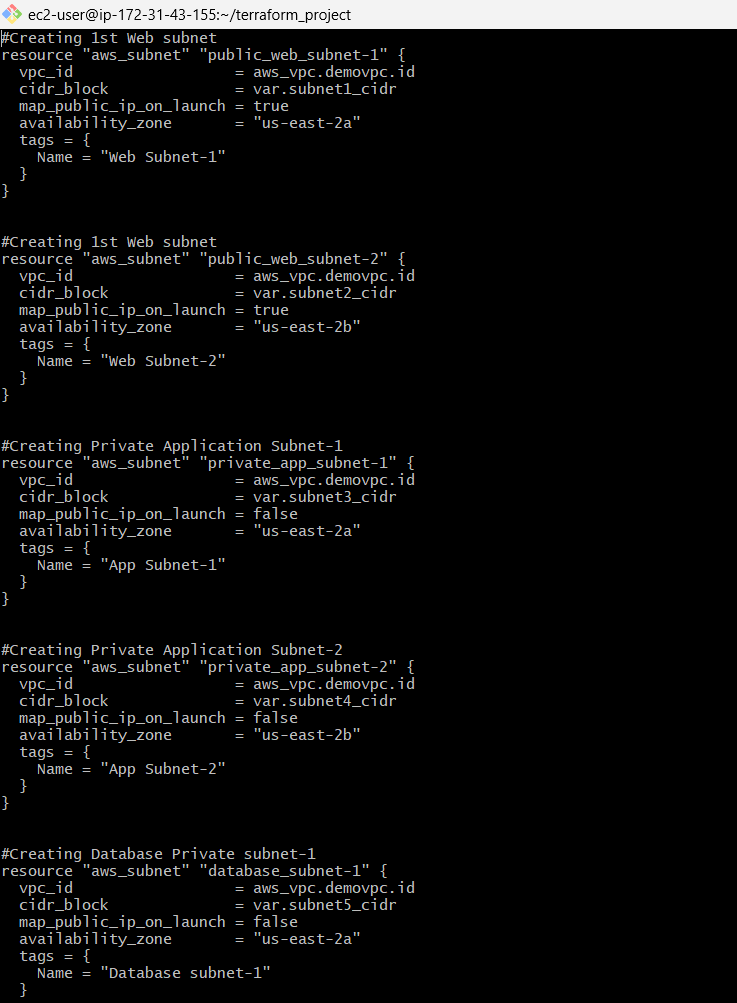 ec2-user@ip-172-31-43-155:~/terraform_project
#Creating 1st Web subnet
resource "aws_subnet" "public_web_subnet-1" {
  vpc_id                  = aws_vpc.demovpc.id
  cidr_block              = var.subnet1_cidr
  map_public_ip_on_launch = true
  availability_zone       = "us-east-2a"
  tags = {
    Name = "Web Subnet-1"
  }
}
#Creating 1st Web subnet
resource "aws_subnet" "public_web_subnet-2" {
  vpc_id                  = aws_vpc.demovpc.id
  cidr_block              = var.subnet2_cidr
  map_public_ip_on_launch = true
  availability_zone       = "us-east-2b"
  tags = {
    Name = "Web Subnet-2"
  }
}
#Creating Private Application Subnet-1
resource "aws_subnet" "private_app_subnet-1" {
  vpc_id                  = aws_vpc.demovpc.id
  cidr_block              = var.subnet3_cidr
  map_public_ip_on_launch = false
  availability_zone       = "us-east-2a"
  tags = {
    Name = "App Subnet-1"
  }
}
#Creating Private Application Subnet-2
resource "aws_subnet" "private_app_subnet-2" {
  vpc_id                  = aws_vpc.demovpc.id
  cidr_block              = var.subnet4_cidr
  map_public_ip_on_launch = false
  availability_zone       = "us-east-2b"
  tags = {
    Name = "App Subnet-2"
  }
}
#Creating Database Private subnet-1
resource "aws_subnet" "database_subnet-1" {
  vpc_id                  = aws_vpc.demovpc.id
  cidr_block              = var.subnet5_cidr
  map_public_ip_on_launch = false
  availability_zone       = "us-east-2a"
  tags = {
    Name = "Database subnet-1"
  }